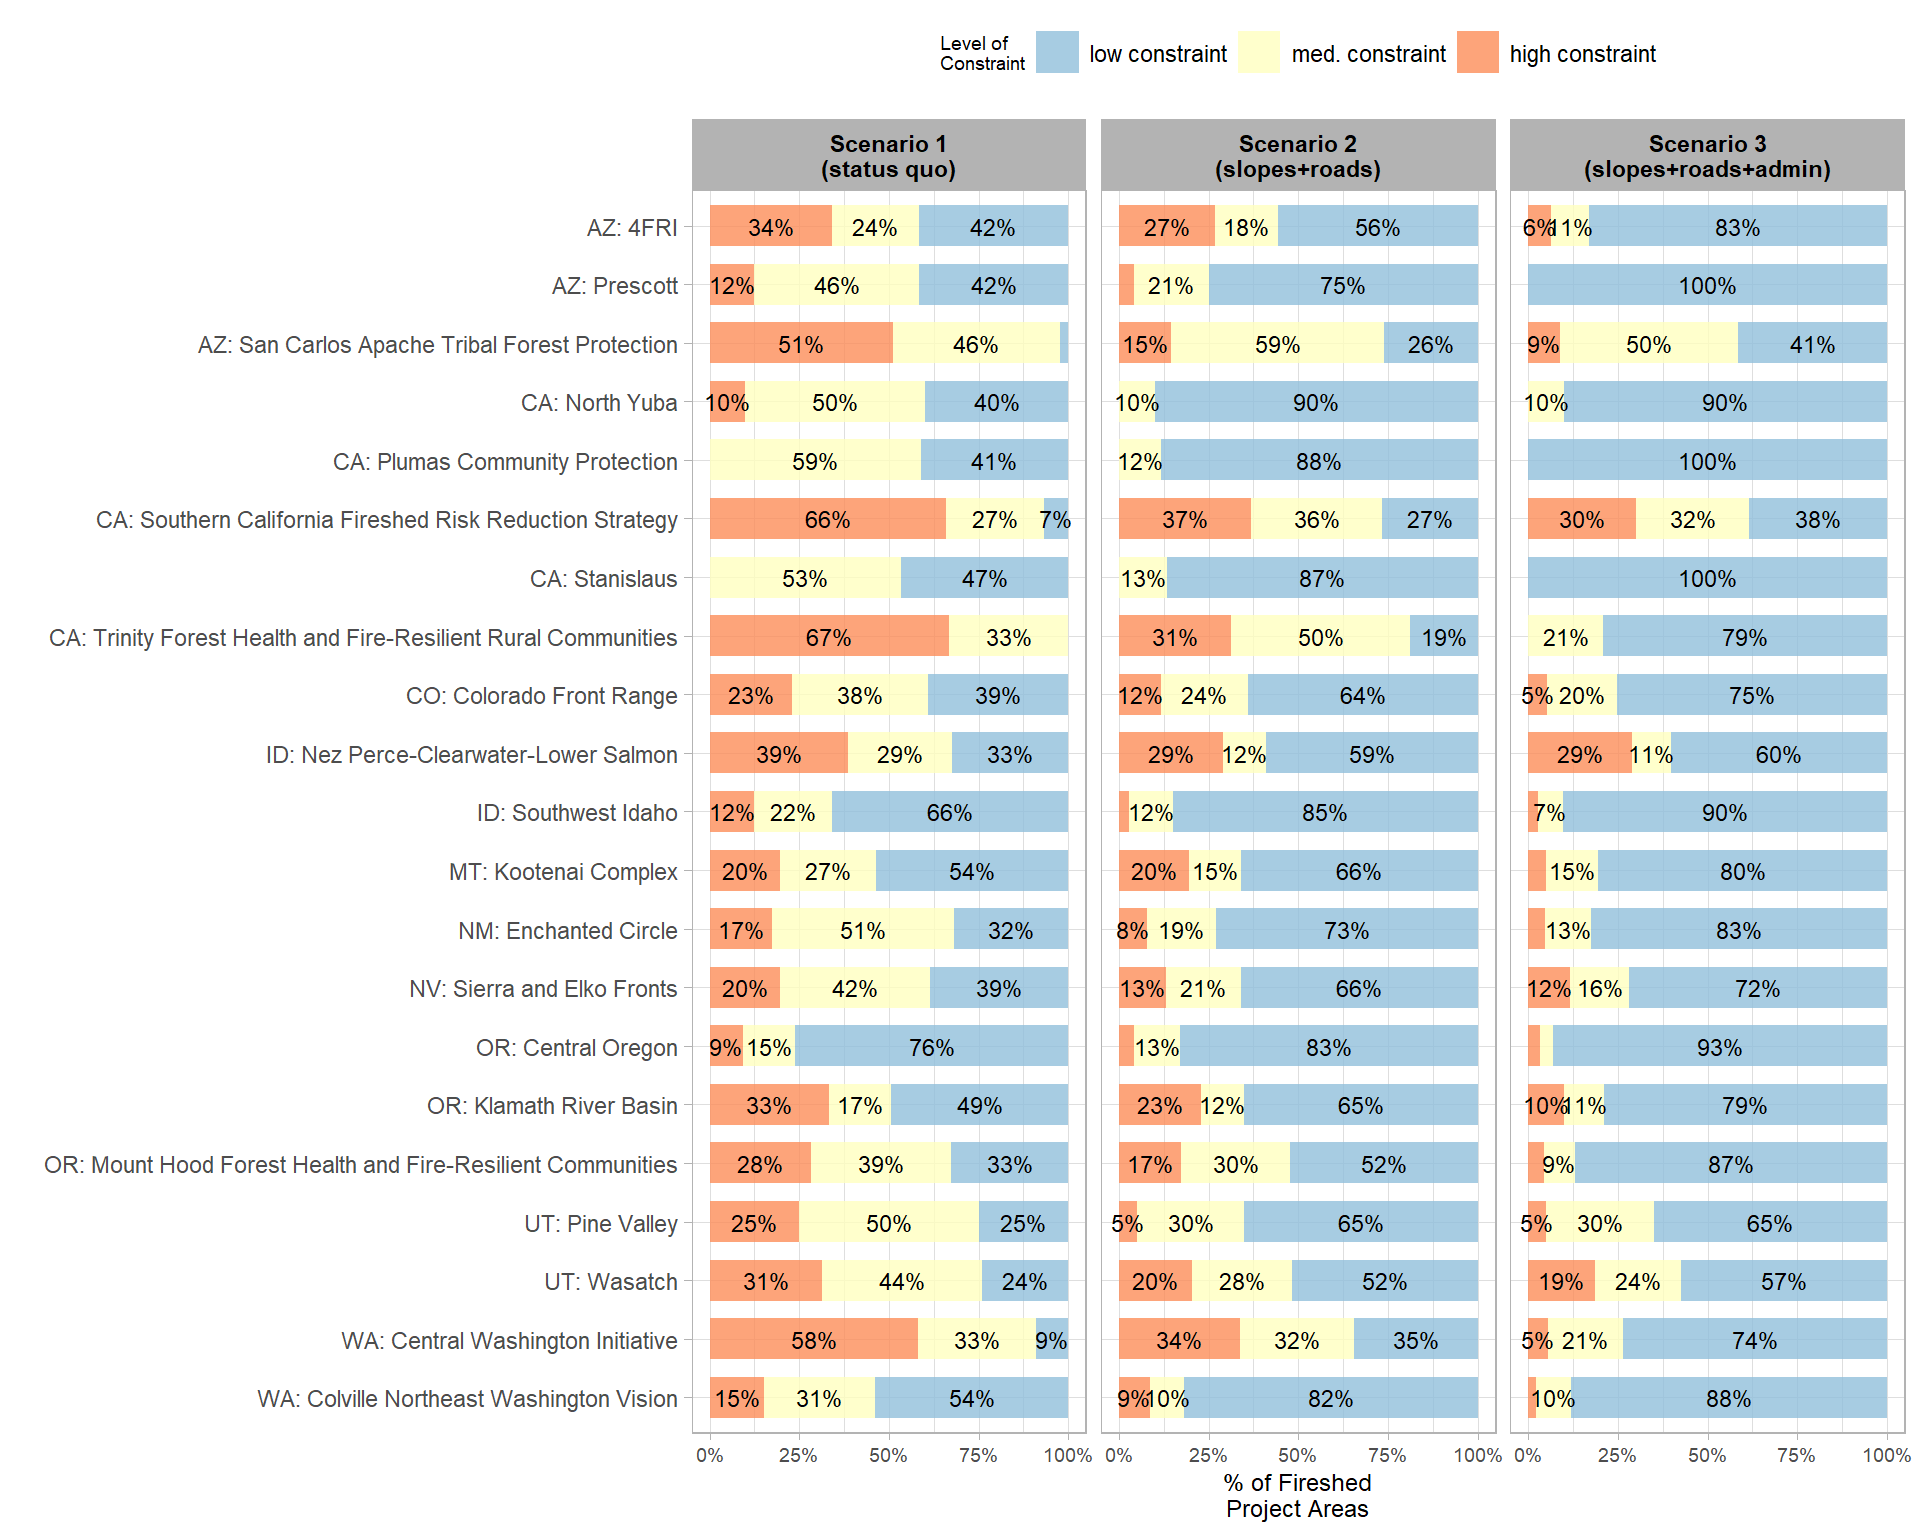 Level of
Constraint
low constraint
med. constraint
high constraint
Scenario 1
(status quo)
Scenario 2
(slopes+roads)
Scenario 3
(slopes+roads+admin)
AZ: 4FRI 34% 24% 42% 27% 18% 56% 6% 11% 83%
AZ: Prescott 12% 46% 42% 21% 75% 100%
AZ: San Carlos Apache Tribal Forest Protection 51% 46% 15% 59% 26% 9% 50% 41%
CA: North Yuba 10% 50% 40% 10% 90% 10% 90%
CA: Plumas Community Protection 59% 41% 12% 88% 100%
CA: Southern California Fireshed Risk Reduction Strategy 66% 27% 7% 37% 36% 27% 30% 32% 38%
CA: Stanislaus 53% 47% 13% 87% 100%
CA: Trinity Forest Health and Fire-Resilient Rural Communities 67% 33% 31% 50% 19% 21% 79%
CO: Colorado Front Range 23% 38% 39% 12% 24% 64% 5% 20% 75%
ID: Nez Perce-Clearwater-Lower Salmon 39% 29% 33% 29% 12% 59% 29% 11% 60%
ID: Southwest Idaho 12% 22% 66% 12% 85% 7% 90%
MT: Kootenai Complex 20% 27% 54% 20% 15% 66% 15% 80%
NM: Enchanted Circle 17% 51% 32% 8% 19% 73% 13% 83%
NV: Sierra and Elko Fronts 20% 42% 39% 13% 21% 66% 12% 16% 72%
OR: Central Oregon 9% 15% 76% 13% 83% 93%
OR: Klamath River Basin 33% 17% 49% 23% 12% 65% 10% 11% 79%
OR: Mount Hood Forest Health and Fire-Resilient Communities 28% 39% 33% 17% 30% 52% 9% 87%
UT: Pine Valley 25% 50% 25% 5% 30% 65% 5% 30% 65%
UT: Wasatch 31% 44% 24% 20% 28% 52% 19% 24% 57%
WA: Central Washington Initiative 58% 33% 9% 34% 32% 35% 5% 21% 74%
WA: Colville Northeast Washington Vision 15% 31% 54% 9% 10% 82% 10% 88%
0% 25% 50% 75% 100% 0% 25% 50% 75% 100% 0% 25% 50% 75% 100%
% of Fireshed
Project Areas